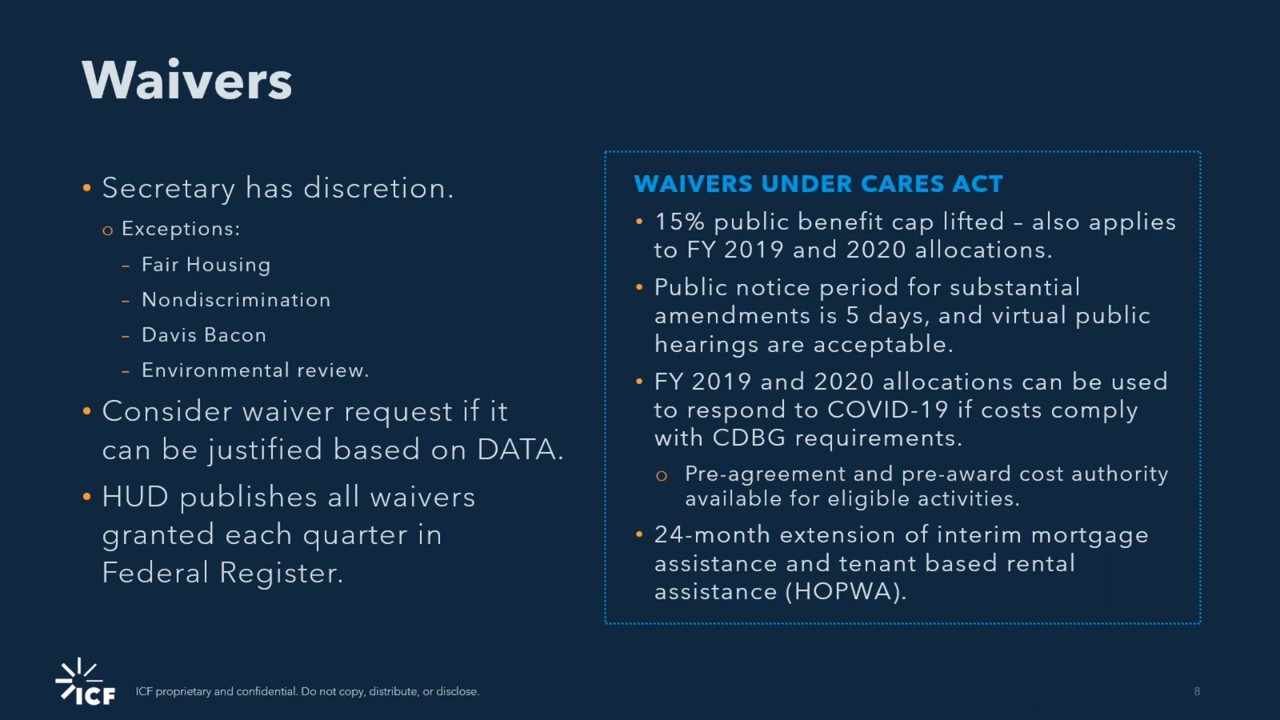 Waivers
• Secretary has discretion.
o Exceptions:
– Fair Housing
– Nondiscrimination
– Davis Bacon
– Environmental review.
• Consider waiver request if it
can be justified based on DATA.
• HUD publishes all waivers
granted each quarter in
Federal Register.
WAIVERS UNDER CARES ACT
• 15% public benefit cap lifted – also applies
to FY 2019 and 2020 allocations.
• Public notice period for substantial
amendments is 5 days, and virtual public
hearings are acceptable.
• FY 2019 and 2020 allocations can be used
to respond to COVID-19 if costs comply
with CDBG requirements.
o Pre-agreement and pre-award cost authority
available for eligible activities.
• 24-month extension of interim mortgage
assistance and tenant based rental
assistance (HOPWA).
ICF
ICF proprietary and confidential. Do not copy, distribute, or disclose.
8